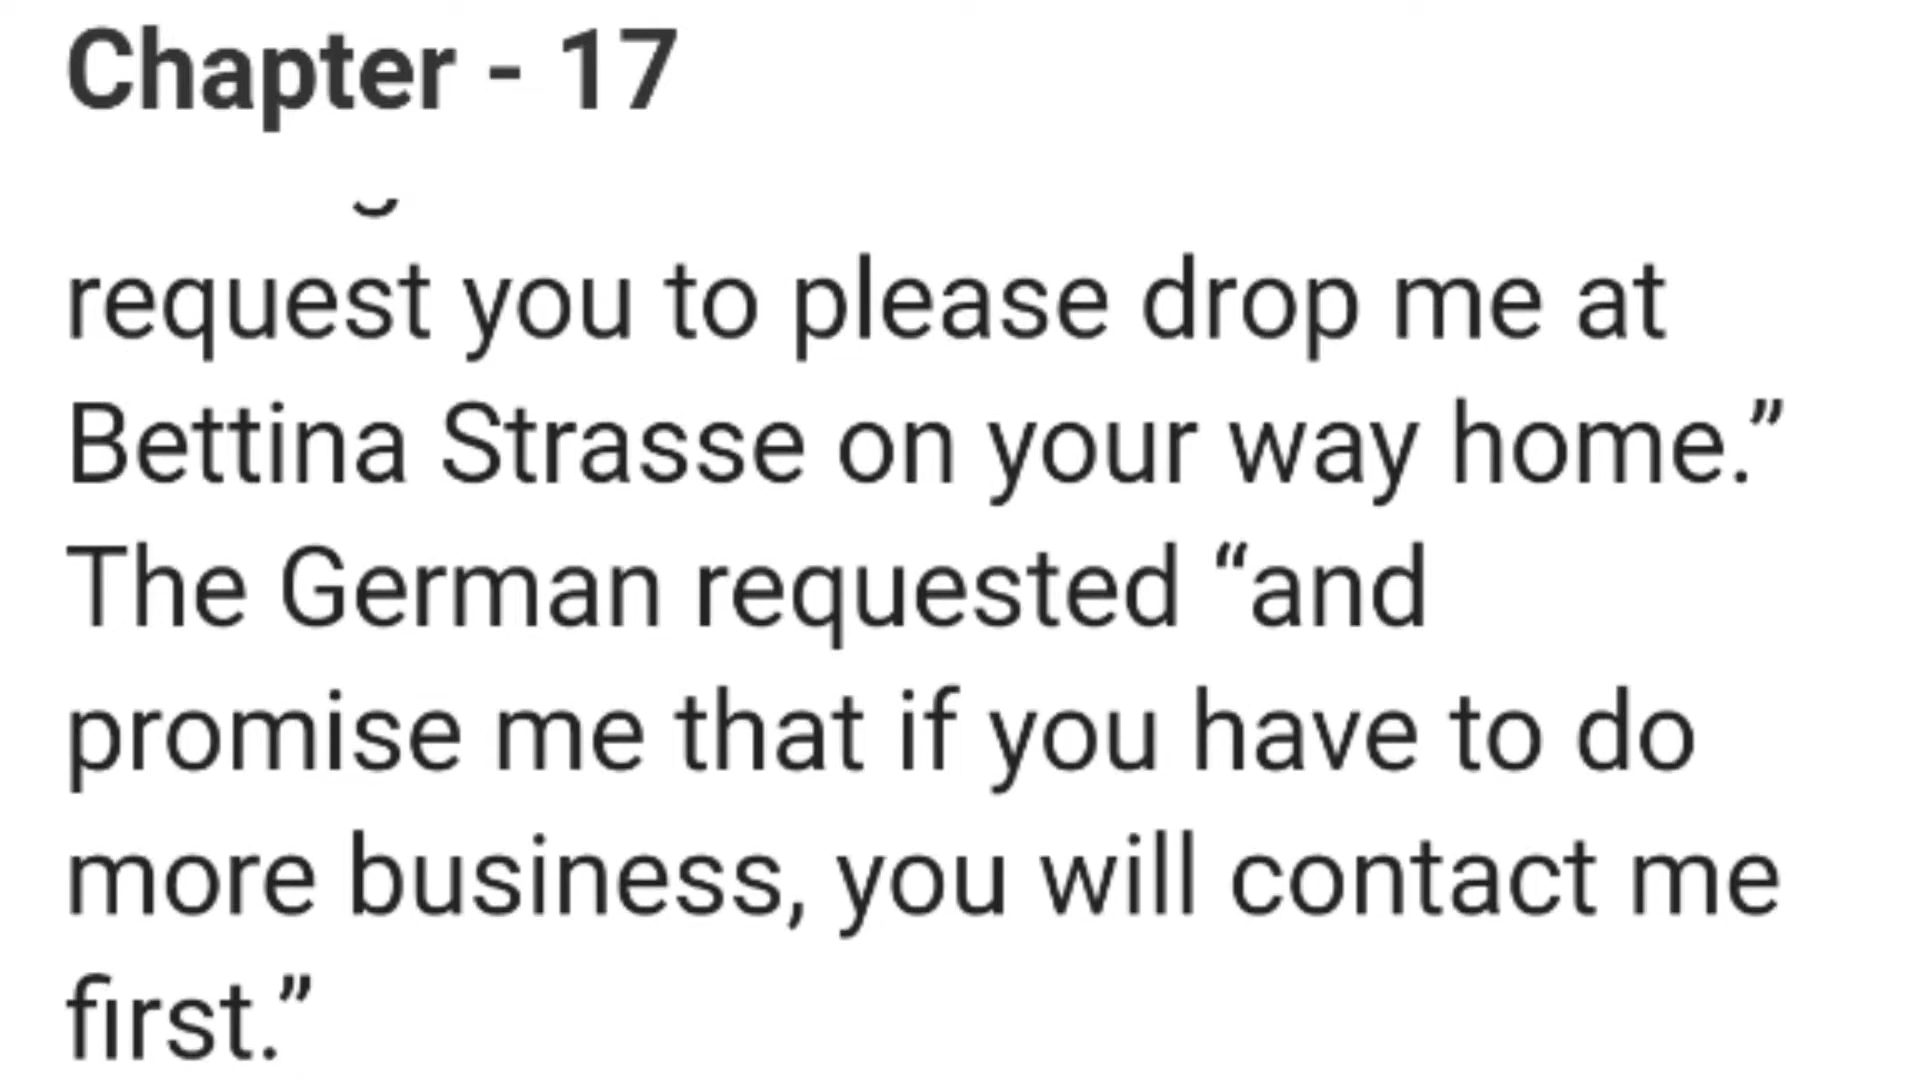 Chapter - 17
request you to please drop me at
Bettina Strasse on your way home.”
The German requested “and
promise me that if you have to do
more business, you will contact me
first.”